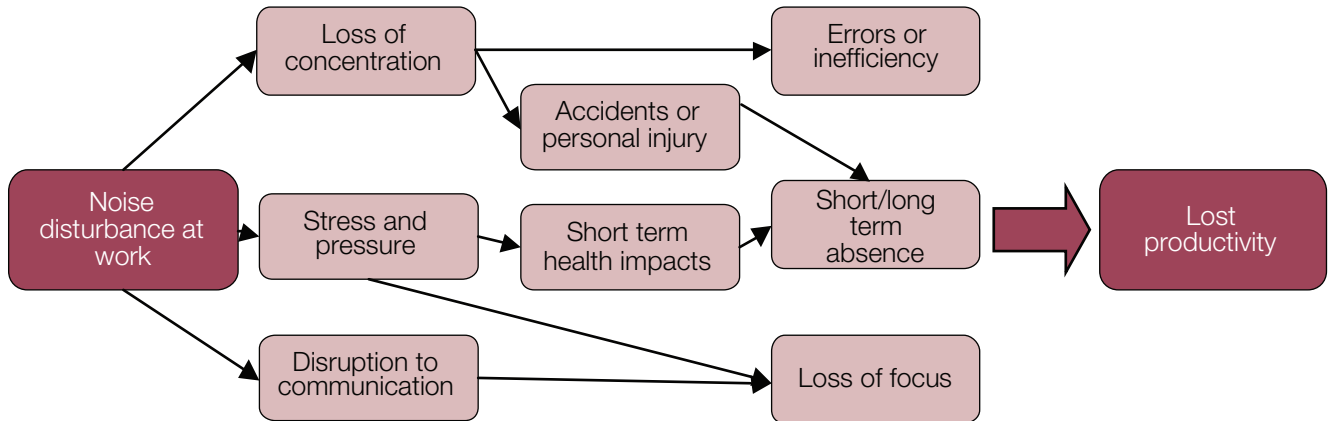 Loss of
concentration
Errors or
inefficiency
Accidents or
personal injury
Noise
disturbance at
work
Stress and
pressure
Short term
health impacts
Short/long
term
absence
Lost
productivity
Disruption to
communication
Loss of focus